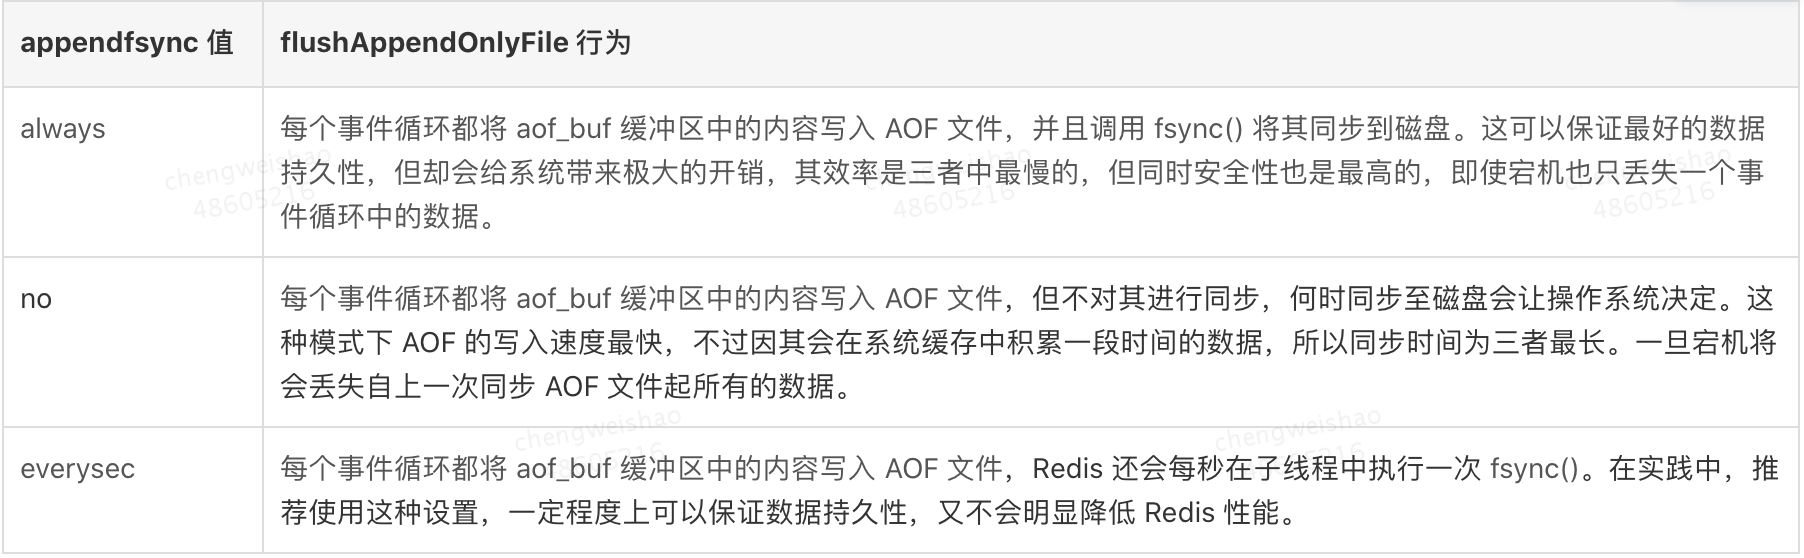 appendfsync 值
flushAppendOnlyFile 行为
always
每个事件循环都将 aof_buf 缓冲区中的内容写入 AOF 文件，并且调用 fsync() 将其同步到磁盘。这可以保证最好的数据
持久性，但却会给系统带来极大的开销，其效率是三者中最慢的，但同时安全性也是最高的，即使宕机也只丢失一个事
件循环中的数据。
no
每个事件循环都将 aof_buf 缓冲区中的内容写入 AOF 文件，但不对其进行同步，何时同步至磁盘会让操作系统决定。这
种模式下 AOF 的写入速度最快，不过因其会在系统缓存中积累一段时间的数据，所以同步时间为三者最长。一旦宕机将
会丢失自上一次同步 AOF 文件起所有的数据。
everysec
每个事件循环都将 aof_buf 缓冲区中的内容写入 AOF 文件，Redis 还会每秒在子线程中执行一次 fsync()。在实践中，推
荐使用这种设置，一定程度上可以保证数据持久性，又不会明显降低 Redis 性能。
chengweishao
48605216
chengweishao
48605216
chengweishao
48605216
chengweishao
48605216
chengweishao
48605216